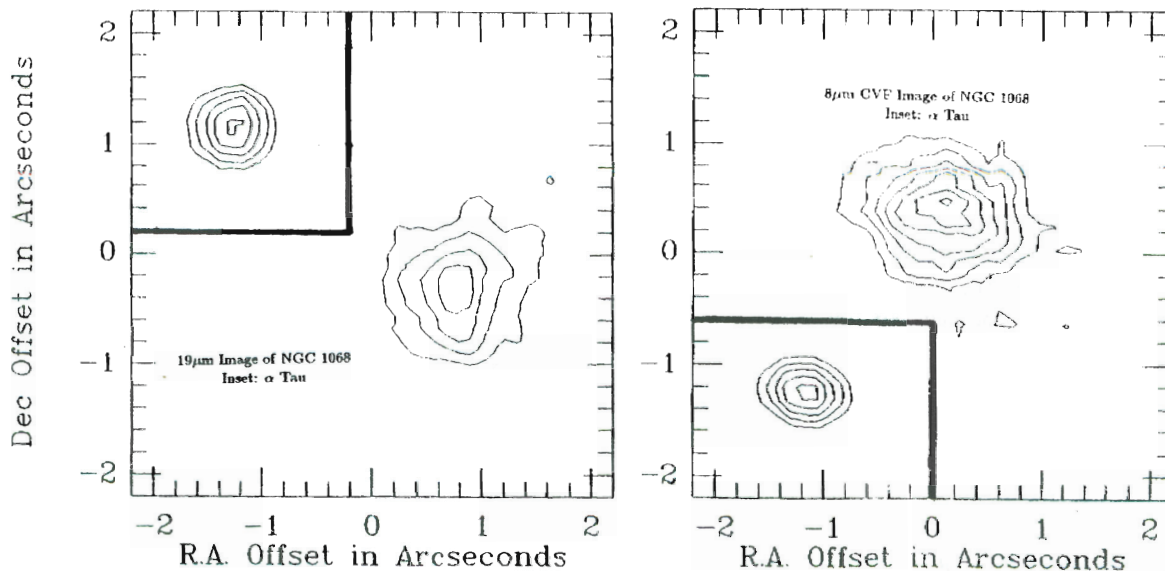 Dec Offset in Arcseconds
2
1
0
−1
−2
19μm Image of NGC 1068
Inset: α Tau
−2 −1 0 1 2
R.A. Offset in Arcseconds
2
1
0
−1
−2
8μm CVF Image of NGC 1068
Inset: α Tau
−2 −1 0 1 2
R.A. Offset in Arcseconds